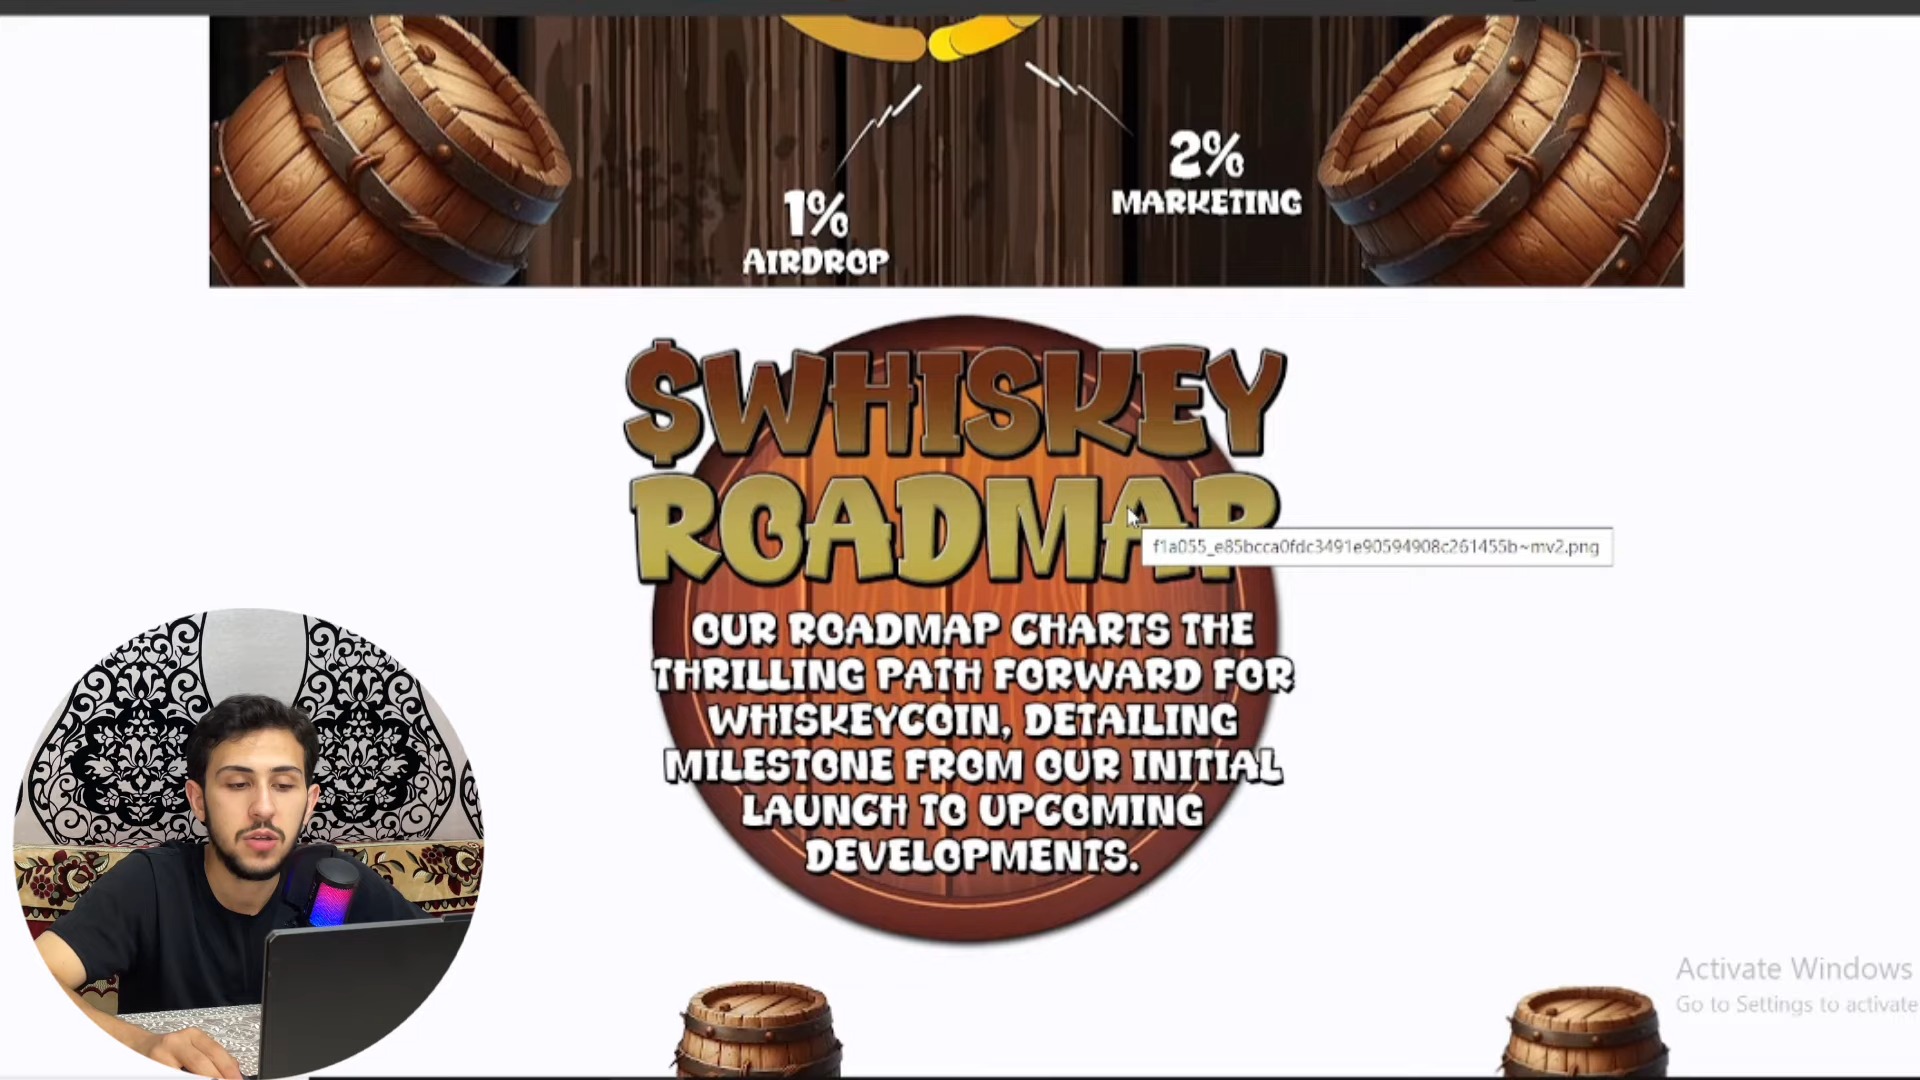 2%
MARKETING
1%
AIRDROP
$WHISKEY
ROADMAP
f1a055_e85bcca0fdc3491e90594908c261455b~mv2.png
OUR ROADMAP CHARTS THE
THRILLING PATH FORWARD FOR
WHISKEYCOIN, DETAILING
MILESTONE FROM OUR INITIAL
LAUNCH TO UPCOMING
DEVELOPMENTS.
Activate Windows
Go to Settings to activate